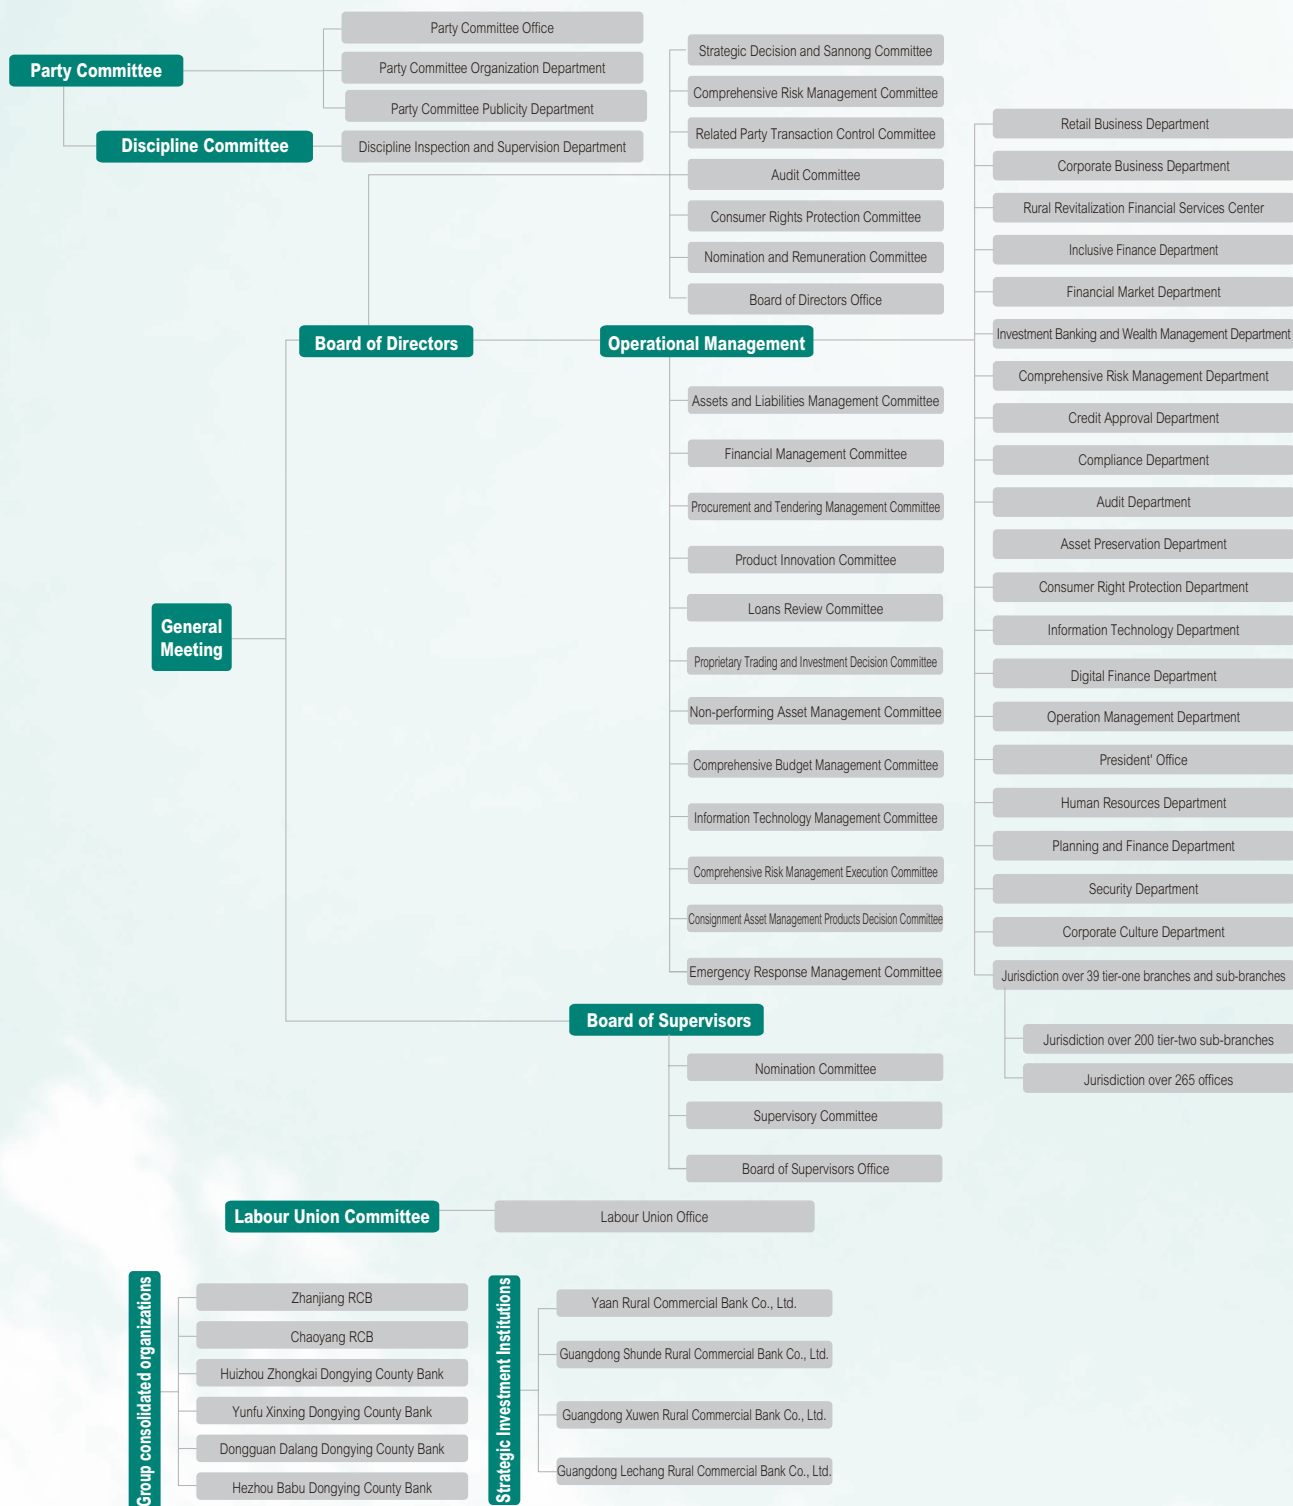 Party Committee
Party Committee Office
Party Committee Organization Department
Party Committee Publicity Department
Discipline Committee
Discipline Inspection and Supervision Department
General
Meeting
Board of Directors
Strategic Decision and Sannong Committee
Comprehensive Risk Management Committee
Related Party Transaction Control Committee
Audit Committee
Consumer Rights Protection Committee
Nomination and Remuneration Committee
Board of Directors Office
Operational Management
Assets and Liabilities Management Committee
Financial Management Committee
Procurement and Tendering Management Committee
Product Innovation Committee
Loans Review Committee
Proprietary Trading and Investment Decision Committee
Non-performing Asset Management Committee
Comprehensive Budget Management Committee
Information Technology Management Committee
Comprehensive Risk Management Execution Committee
Consignment Asset Management Products Decision Committee
Emergency Response Management Committee
Retail Business Department
Corporate Business Department
Rural Revitalization Financial Services Center
Inclusive Finance Department
Financial Market Department
Investment Banking and Wealth Management Department
Comprehensive Risk Management Department
Credit Approval Department
Compliance Department
Audit Department
Asset Preservation Department
Consumer Right Protection Department
Information Technology Department
Digital Finance Department
Operation Management Department
President' Office
Human Resources Department
Planning and Finance Department
Security Department
Corporate Culture Department
Jurisdiction over 39 tier-one branches and sub-branches
Jurisdiction over 200 tier-two sub-branches
Jurisdiction over 265 offices
Board of Supervisors
Nomination Committee
Supervisory Committee
Board of Supervisors Office
Labour Union Committee
Labour Union Office
Group consolidated organizations
Zhanjiang RCB
Chaoyang RCB
Huizhou Zhongkai Dongying County Bank
Yunfu Xinxing Dongying County Bank
Dongguan Dalang Dongying County Bank
Hezhou Babu Dongying County Bank
Strategic Investment Institutions
Yaan Rural Commercial Bank Co., Ltd.
Guangdong Shunde Rural Commercial Bank Co., Ltd.
Guangdong Xuwen Rural Commercial Bank Co., Ltd.
Guangdong Lechang Rural Commercial Bank Co., Ltd.